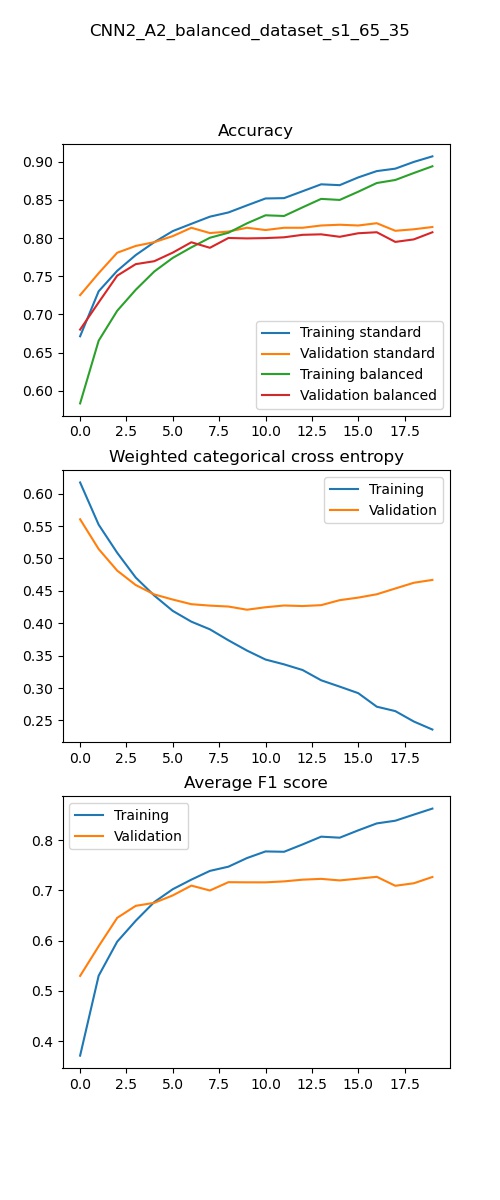 CNN2_A2_balanced_dataset_s1_65_35
Accuracy
0.90
0.85
0.80
0.75
0.70
0.65
0.60
Training standard
Validation standard
Training balanced
Validation balanced
0.0 2.5 5.0 7.5 10.0 12.5 15.0 17.5
Weighted categorical cross entropy
0.60
0.55
0.50
0.45
0.40
0.35
0.30
0.25
Training
Validation
0.0 2.5 5.0 7.5 10.0 12.5 15.0 17.5
Average F1 score
Training
Validation
0.8
0.7
0.6
0.5
0.4
0.0 2.5 5.0 7.5 10.0 12.5 15.0 17.5